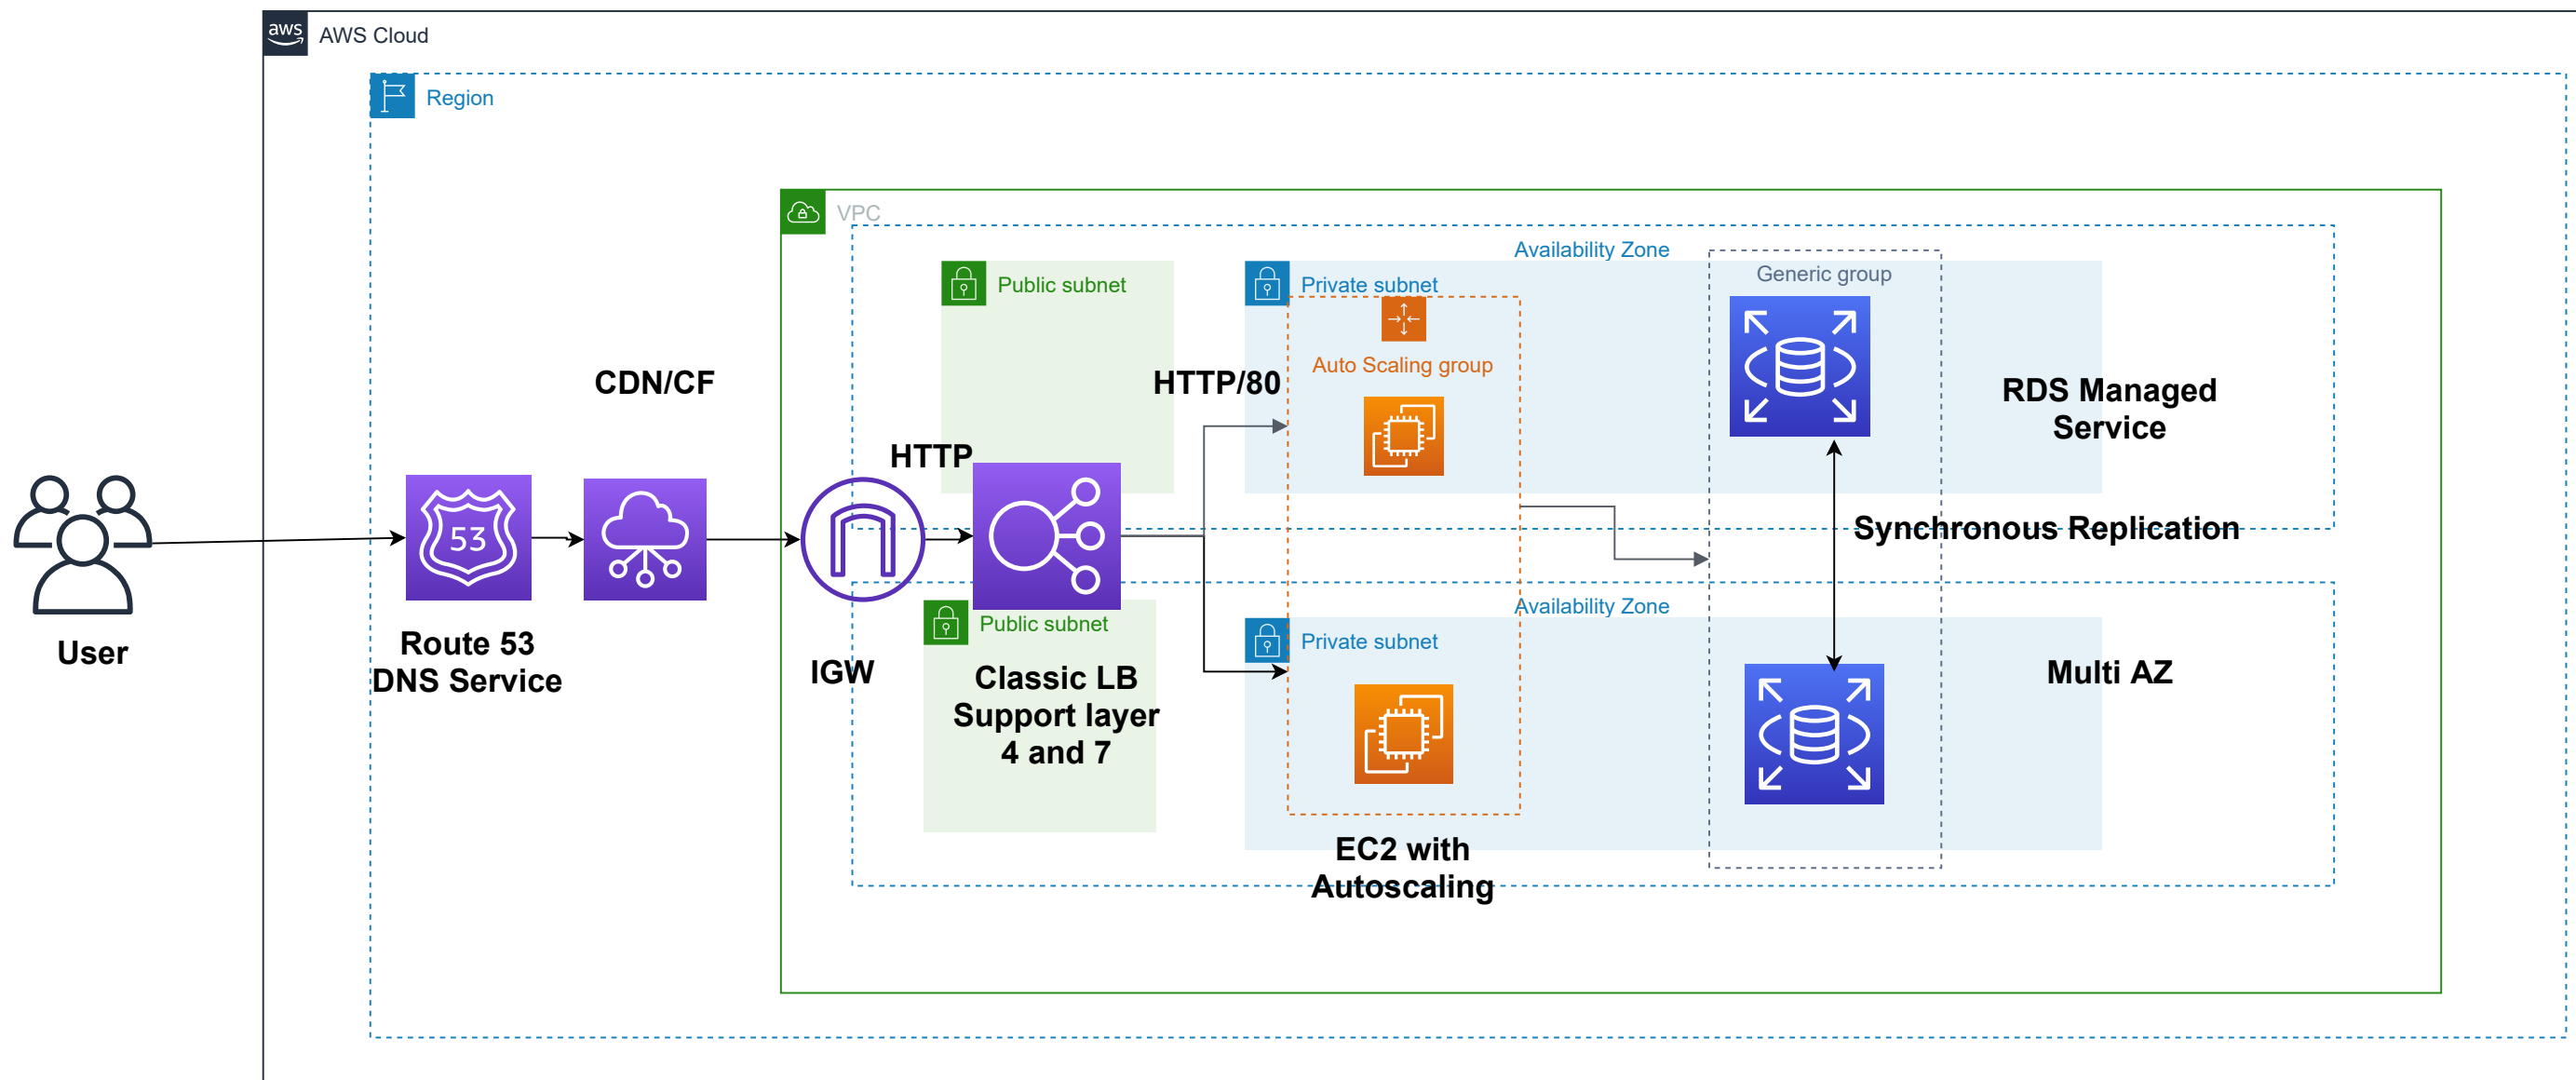 aws
AWS Cloud
Region
VPC
Availability Zone
Public subnet
Private subnet
Generic group
Auto Scaling group
CDN/CF
HTTP/80
RDS Managed
Service
HTTP
53
Synchronous Replication
Availability Zone
Public subnet
Private subnet
User
Route 53
DNS Service
IGW
Classic LB
Support layer
4 and 7
Multi AZ
EC2 with
Autoscaling